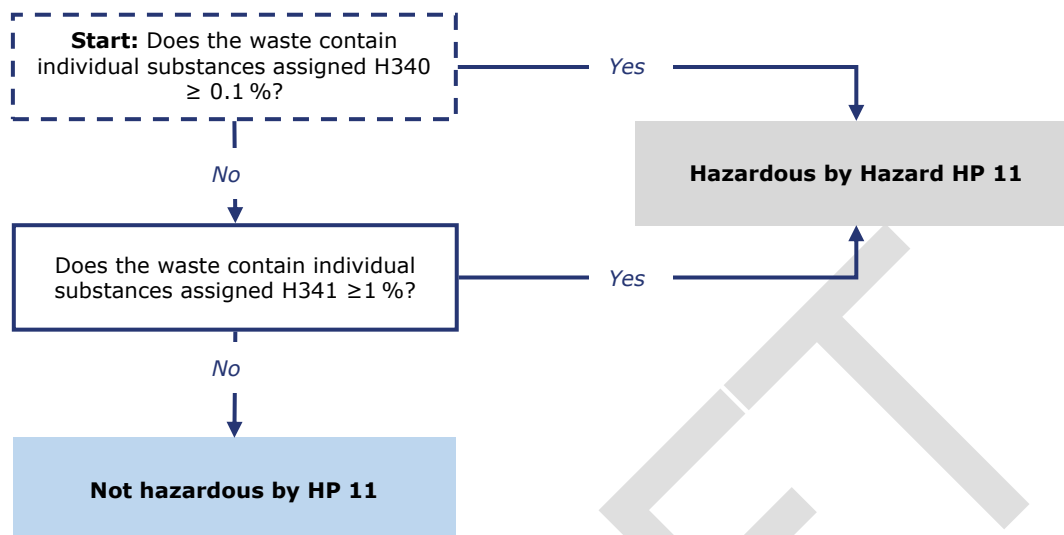 Start: Does the waste contain
individual substances assigned H340
≥ 0.1 %?
Yes
No
Hazardous by Hazard HP 11
Does the waste contain individual
substances assigned H341 ≥1 %?
Yes
No
Not hazardous by HP 11